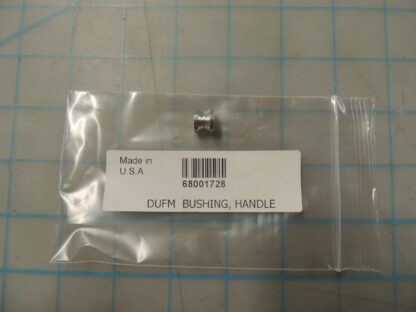 Made in
U.S.A
68001728
DUFM BUSHING, HANDLE